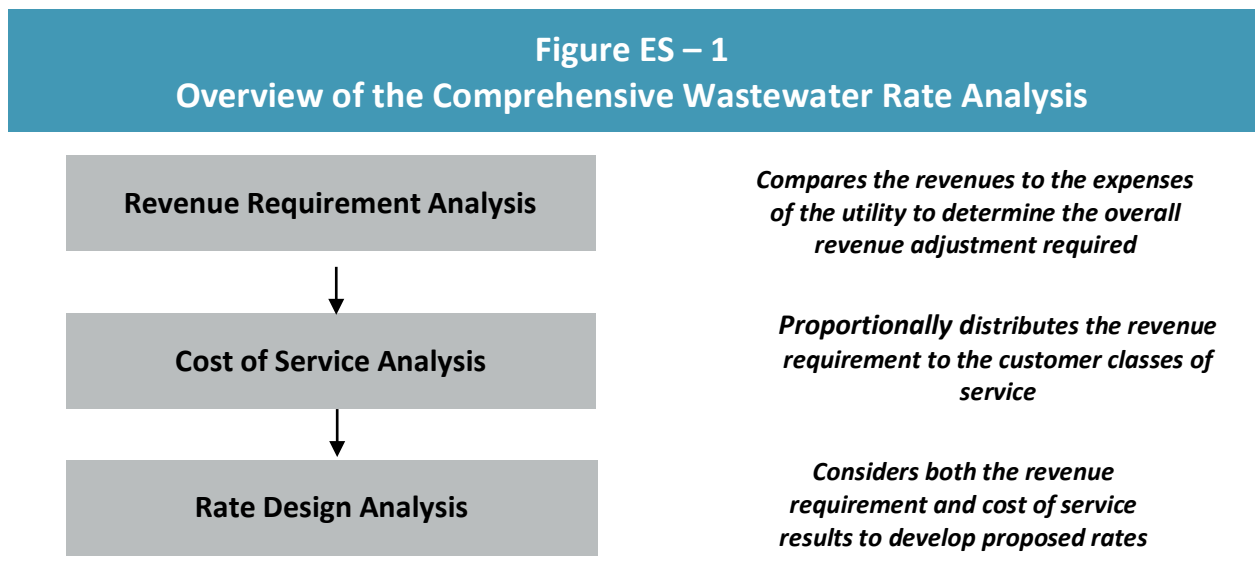 Figure ES – 1
Overview of the Comprehensive Wastewater Rate Analysis
Revenue Requirement Analysis
Compares the revenues to the expenses
of the utility to determine the overall
revenue adjustment required
Cost of Service Analysis
Proportionally distributes the revenue
requirement to the customer classes of
service
Rate Design Analysis
Considers both the revenue
requirement and cost of service
results to develop proposed rates